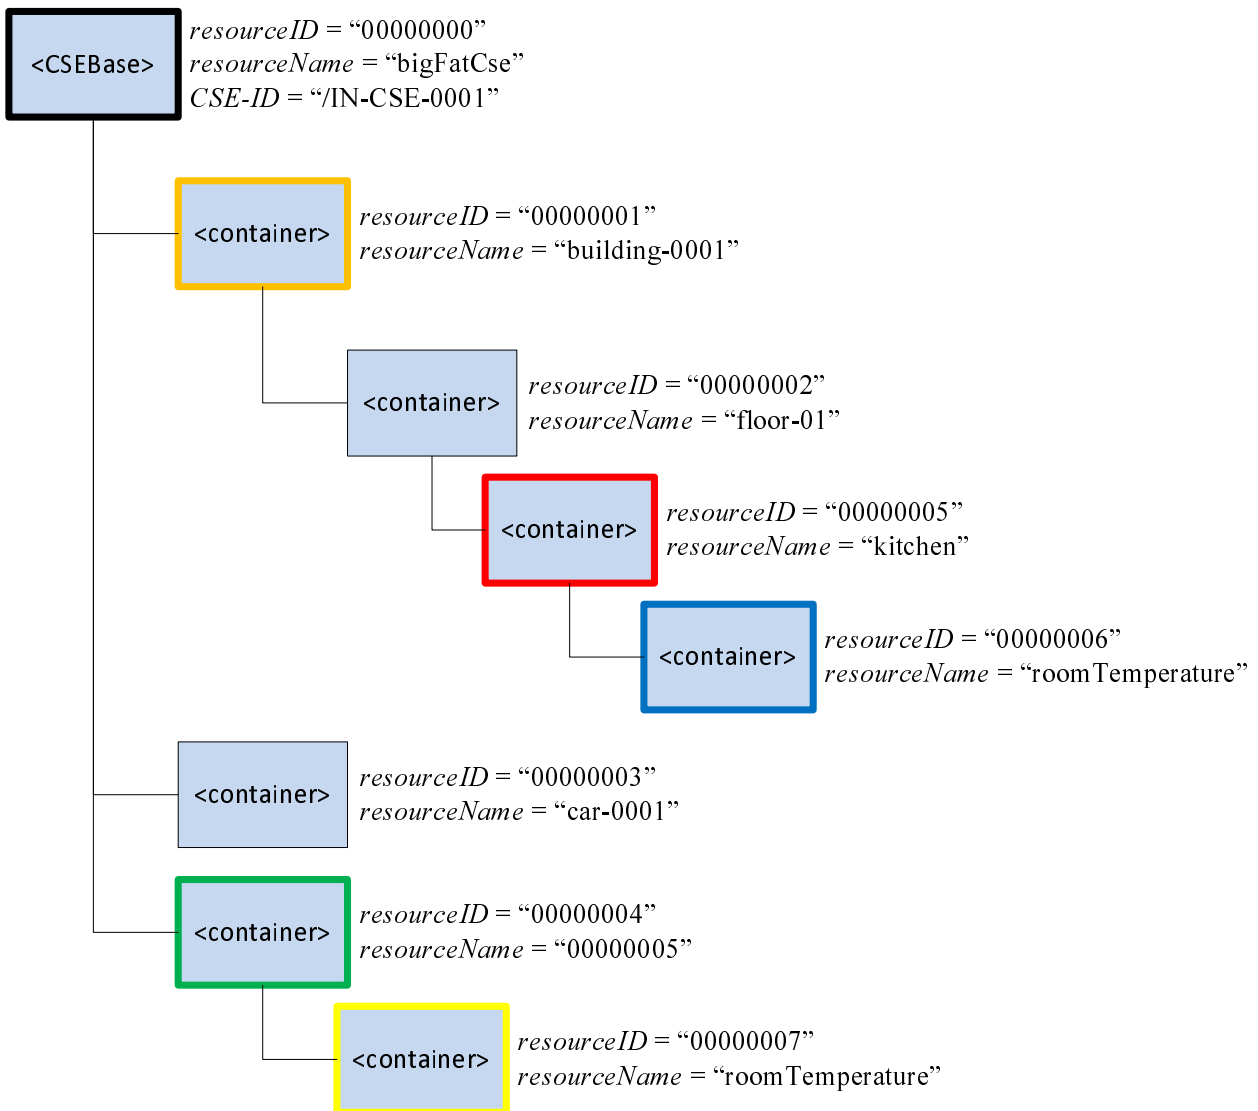 <CSEBase>
resourceID = “00000000”
resourceName = “bigFatCse”
CSE-ID = “/IN-CSE-0001”
<container>
resourceID = “00000001”
resourceName = “building-0001”
<container>
resourceID = “00000002”
resourceName = “floor-01”
<container>
resourceID = “00000005”
resourceName = “kitchen”
<container>
resourceID = “00000006”
resourceName = “roomTemperature”
<container>
resourceID = “00000003”
resourceName = “car-0001”
<container>
resourceID = “00000004”
resourceName = “00000005”
<container>
resourceID = “00000007”
resourceName = “roomTemperature”